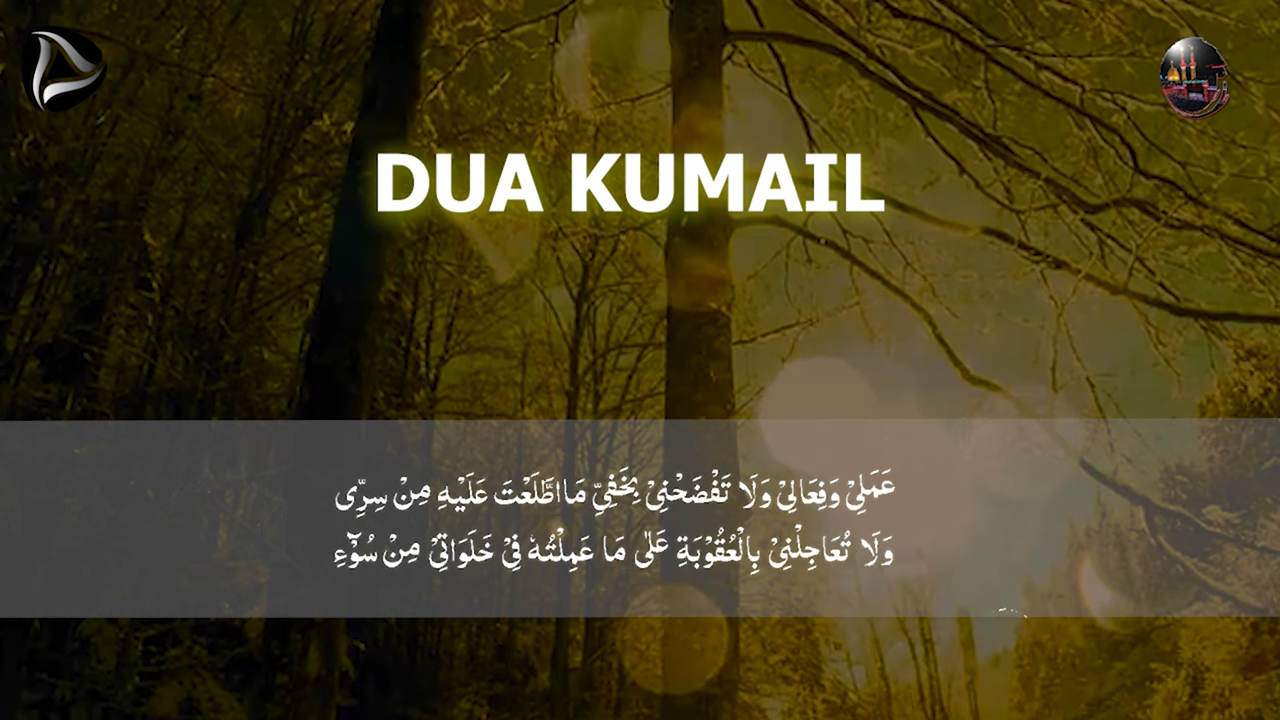 DUA KUMAIL
عَمَلِيْ وَفِعَالِيْ وَلَا تَفْضَحْنِيْ بِخَفِيِّ مَا اطَّلَعْتَ عَلَيْهِ مِنْ سِرِّى
وَلَا تُعَاجِلْنِيْ بِالْعُقُوْبَةِ عَلٰى مَا عَمِلْتُهٗ فِيْ خَلَوَاتِيْ مِنْ سُوْٓءِ